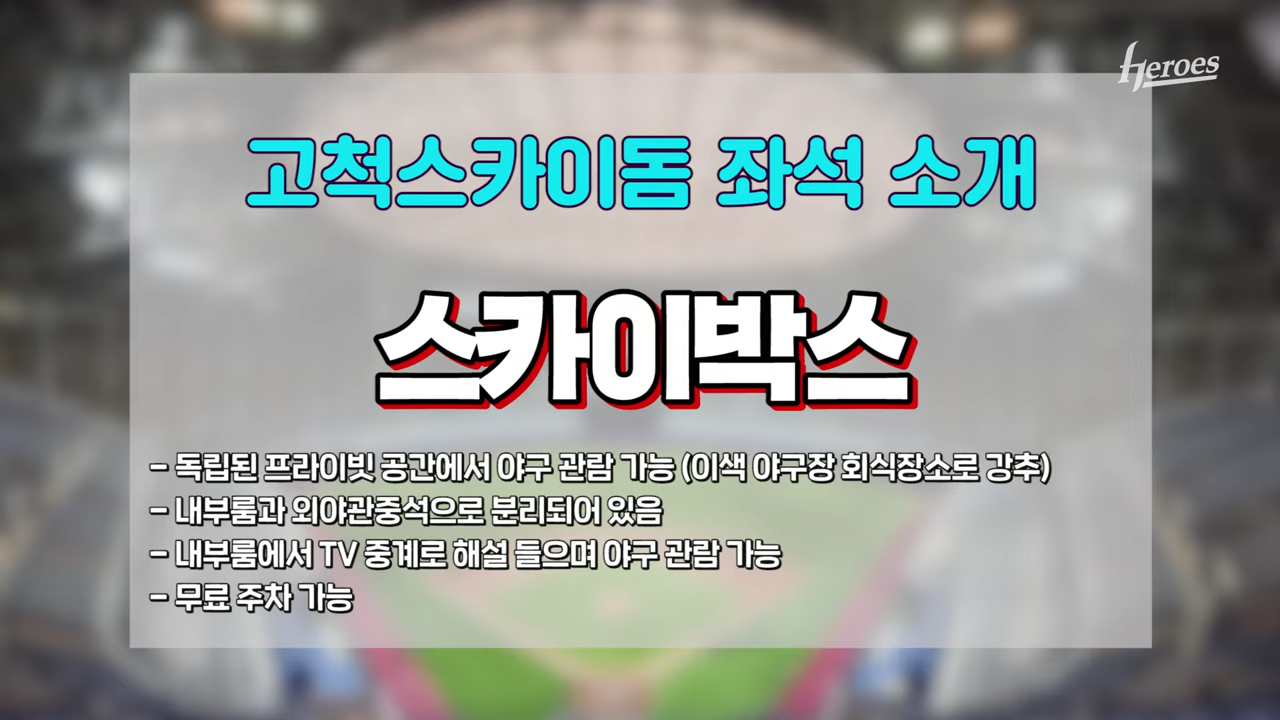 Heroes
고척스카이돔 좌석 소개
스카이박스
- 독립된 프라이빗 공간에서 야구 관람 가능 (이색 야구장 회식장소로 강추)
- 내부룸과 외야관중석으로 분리되어 있음
- 내부룸에서 TV 중계로 해설 들으며 야구 관람 가능
- 무료 주차 가능